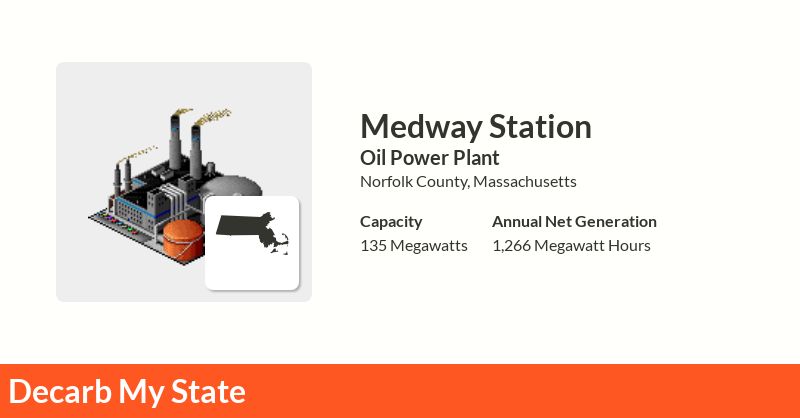 Medway Station
Oil Power Plant
Norfolk County, Massachusetts
Capacity
135 Megawatts
Annual Net Generation
1,266 Megawatt Hours
Decarb My State